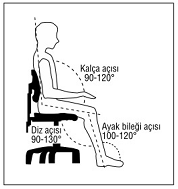 Kalça açısı
90-120°
Diz açısı
90-130°
Ayak bileği açısı
100-120°